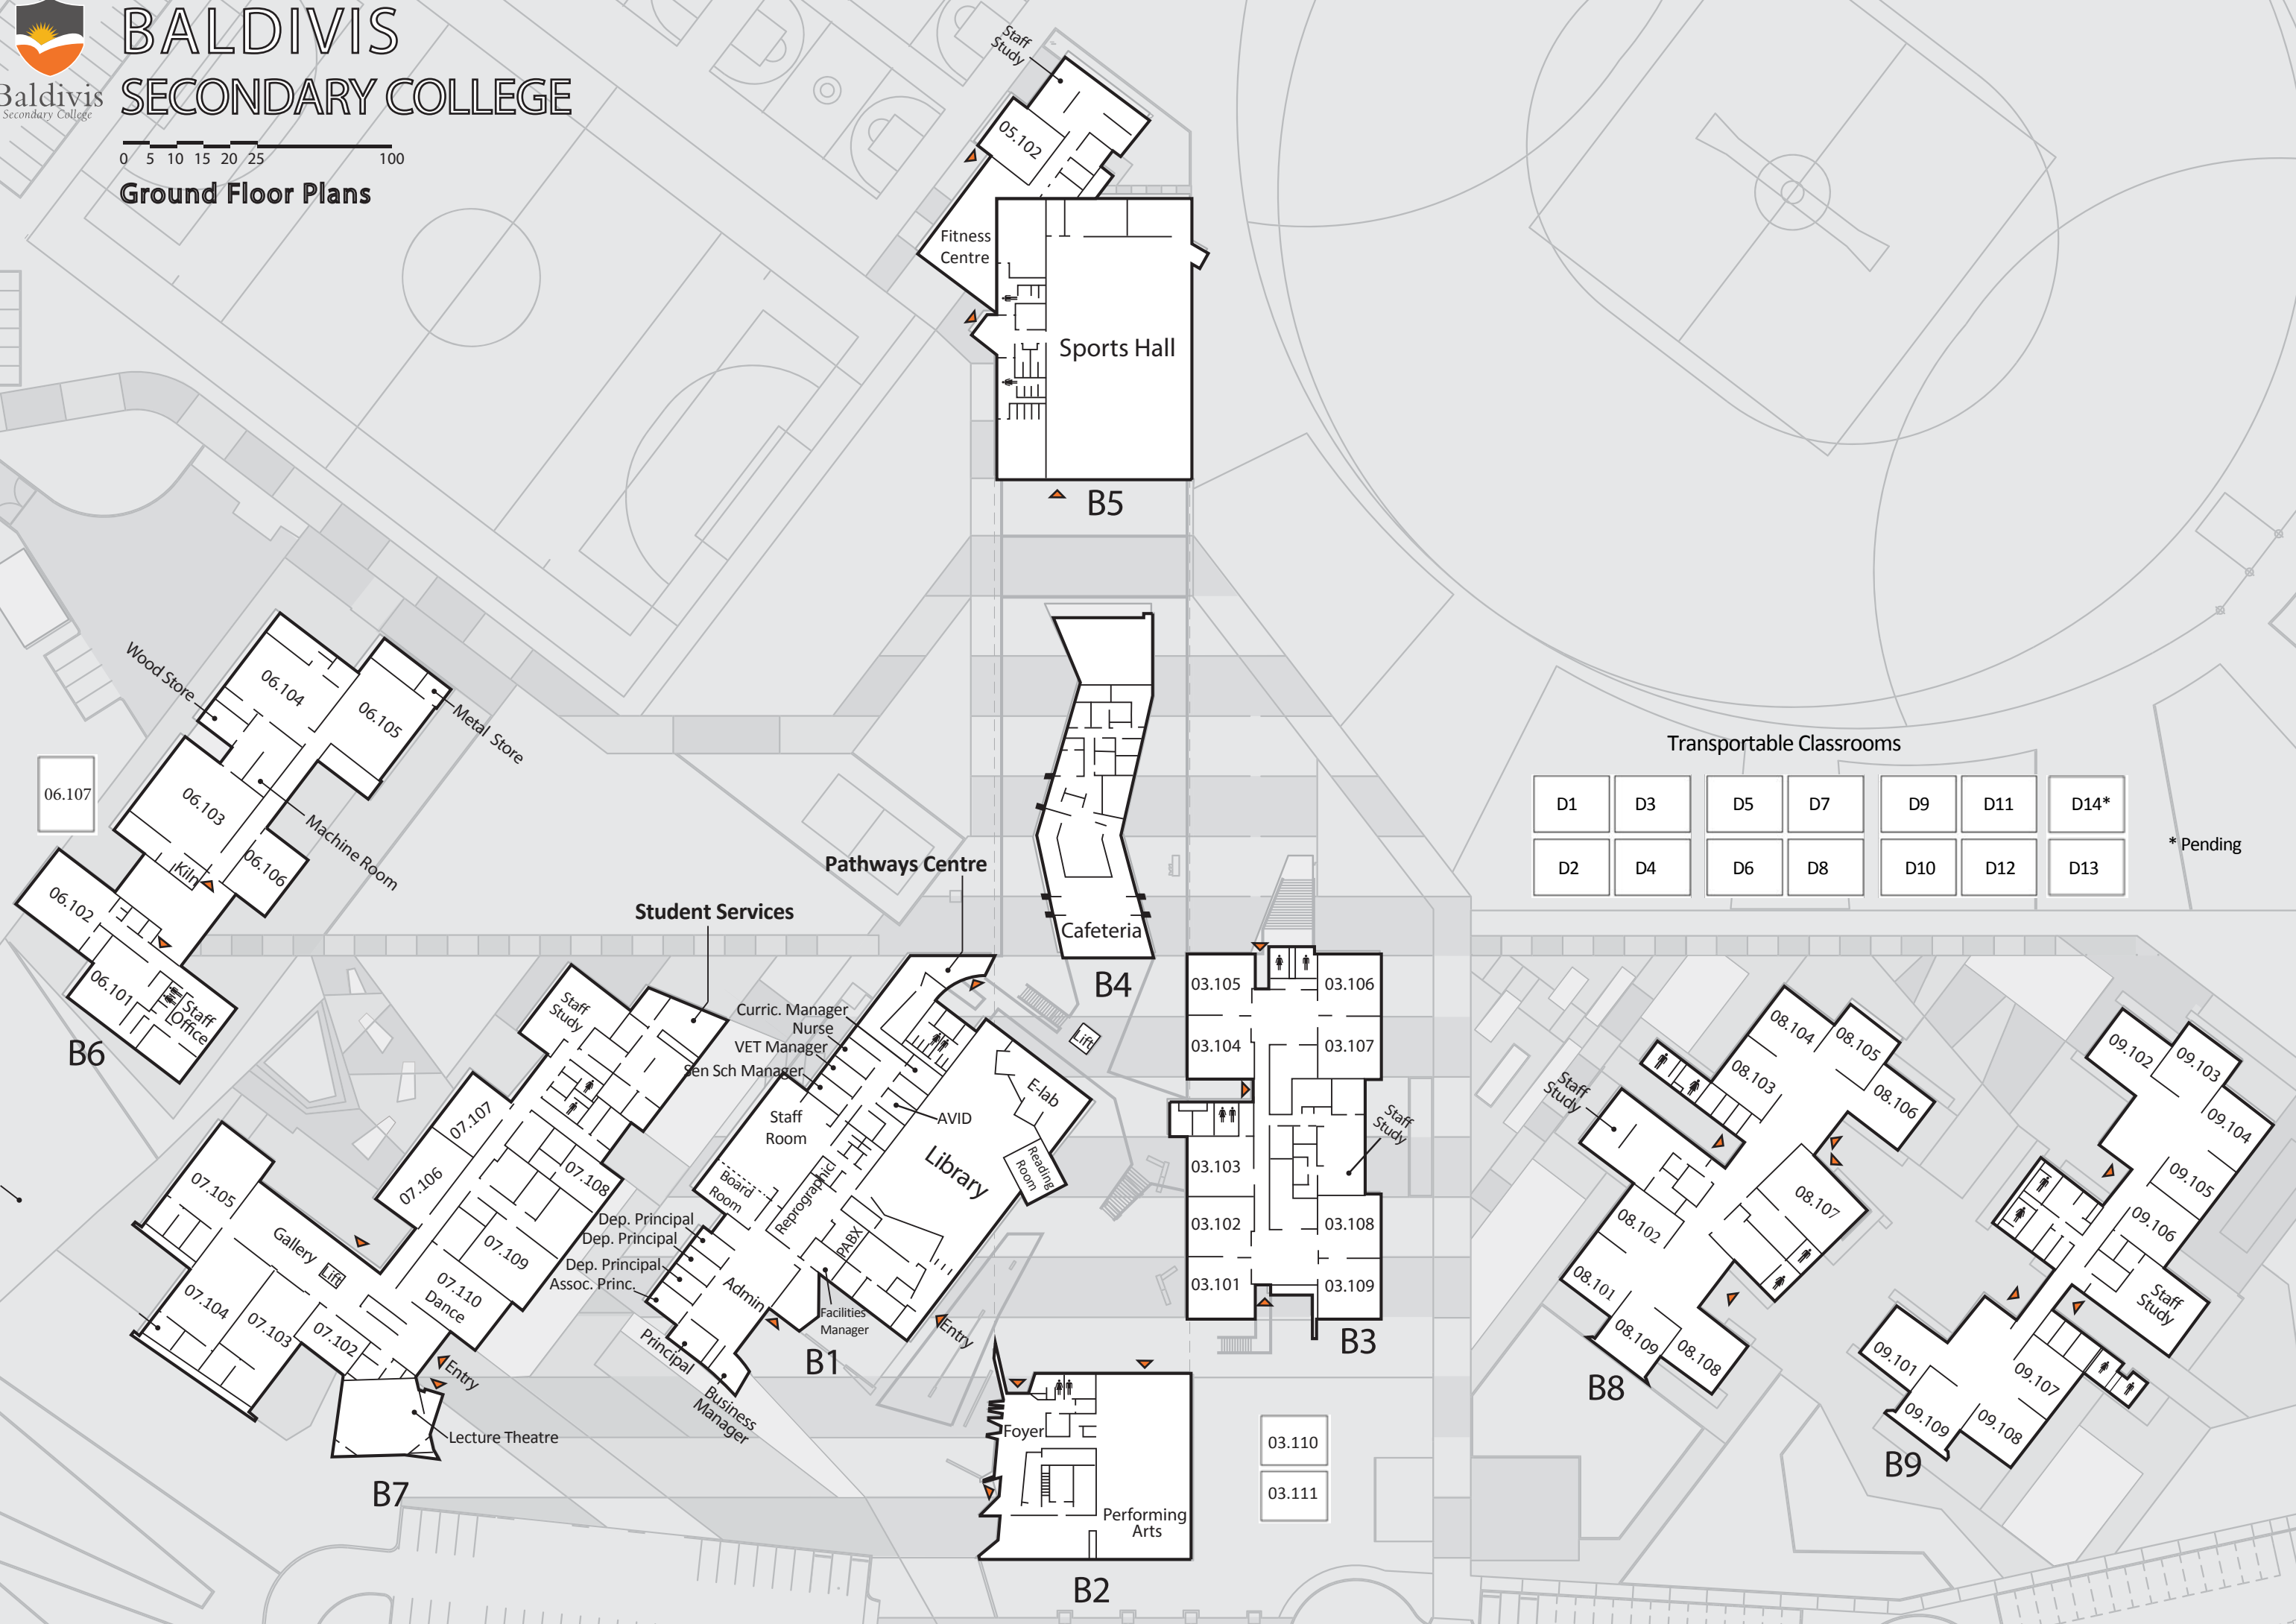 BALDIVIS
SECONDARY COLLEGE
Baldivis
Secondary College
0 5 10 15 20 25 100
Ground Floor Plans
Staff
Study
05.102
Fitness
Centre
Sports Hall
B5
Wood Store
06.104
06.105
Metal Store
06.107
06.103
Machine Room
Kiln
06.106
06.102
06.101
Staff
Office
B6
Transportable Classrooms
D1 D3 D5 D7 D9 D11 D14*
D2 D4 D6 D8 D10 D12 D13
* Pending
Cafeteria
B4
Pathways Centre
Student Services
Staff
Study
07.107
07.106
07.108
07.109
07.110
Dance
07.105
Gallery
Lift
07.104
07.103
07.102
Entry
Lecture Theatre
B7
Curric. Manager
Nurse
VET Manager
Sen Sch Manager
Staff
Room
AVID
E-lab
Library
Reading
Room
Board
Room
Reprographic
PABX
Dep. Principal
Dep. Principal
Dep. Principal
Assoc. Princ.
Admin
Facilities
Manager
Principal
Business
Manager
Entry
B1
Lift
03.105
03.106
03.104
03.107
Staff
Study
03.103
03.102
03.108
03.101
03.109
B3
Foyer
Performing
Arts
B2
03.110
03.111
08.104
08.105
08.103
08.106
Staff
Study
08.107
08.102
08.101
08.109
08.108
B8
09.102
09.103
09.104
09.105
09.106
Staff
Study
09.101
09.107
09.109
09.108
B9